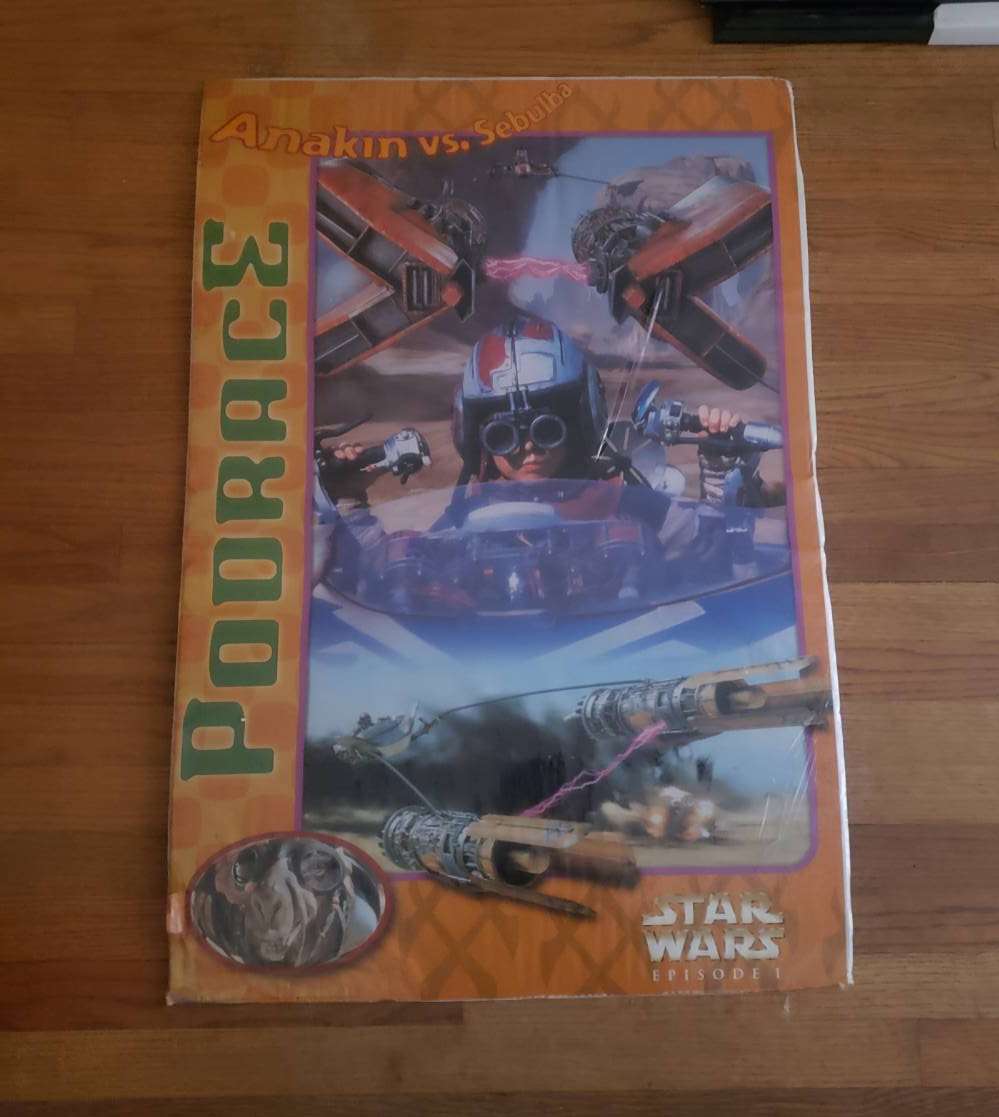 Anakin vs. Sebulba
PODRACE
STAR
WARS
EPISODE I